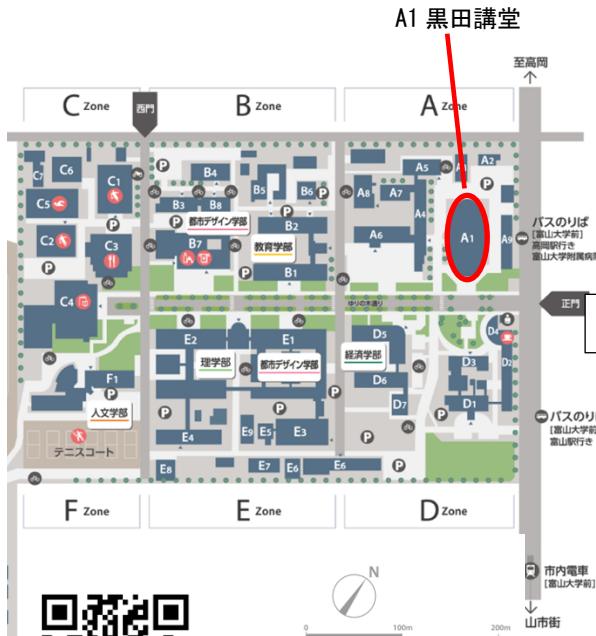 A1 黒田講堂
至高岡
C Zone
西門
B Zone
A Zone
C7
C6
C1
C5
C2
C3
C4
B4
B3
B8
B5
B6
都市デザイン学部
B7
B2
教育学部
B1
A8
A7
A5
A2
A4
A6
A1
A9
バスのりば
[富山大学前]
高岡駅行き
富山大学附属病院
ゆりの木通り
正門
E2
E1
理学部
都市デザイン学部
経済学部
D5
D6
D7
D4
D3
D2
D1
F1
人文学部
テニスコート
E4
E9
E5
E3
E8
E7
E6
E6
バスのりば
[富山大学前
富山駅行き
F Zone
E Zone
D Zone
市内電車
[富山大学前]
山市街
N
0
100m
200m
P